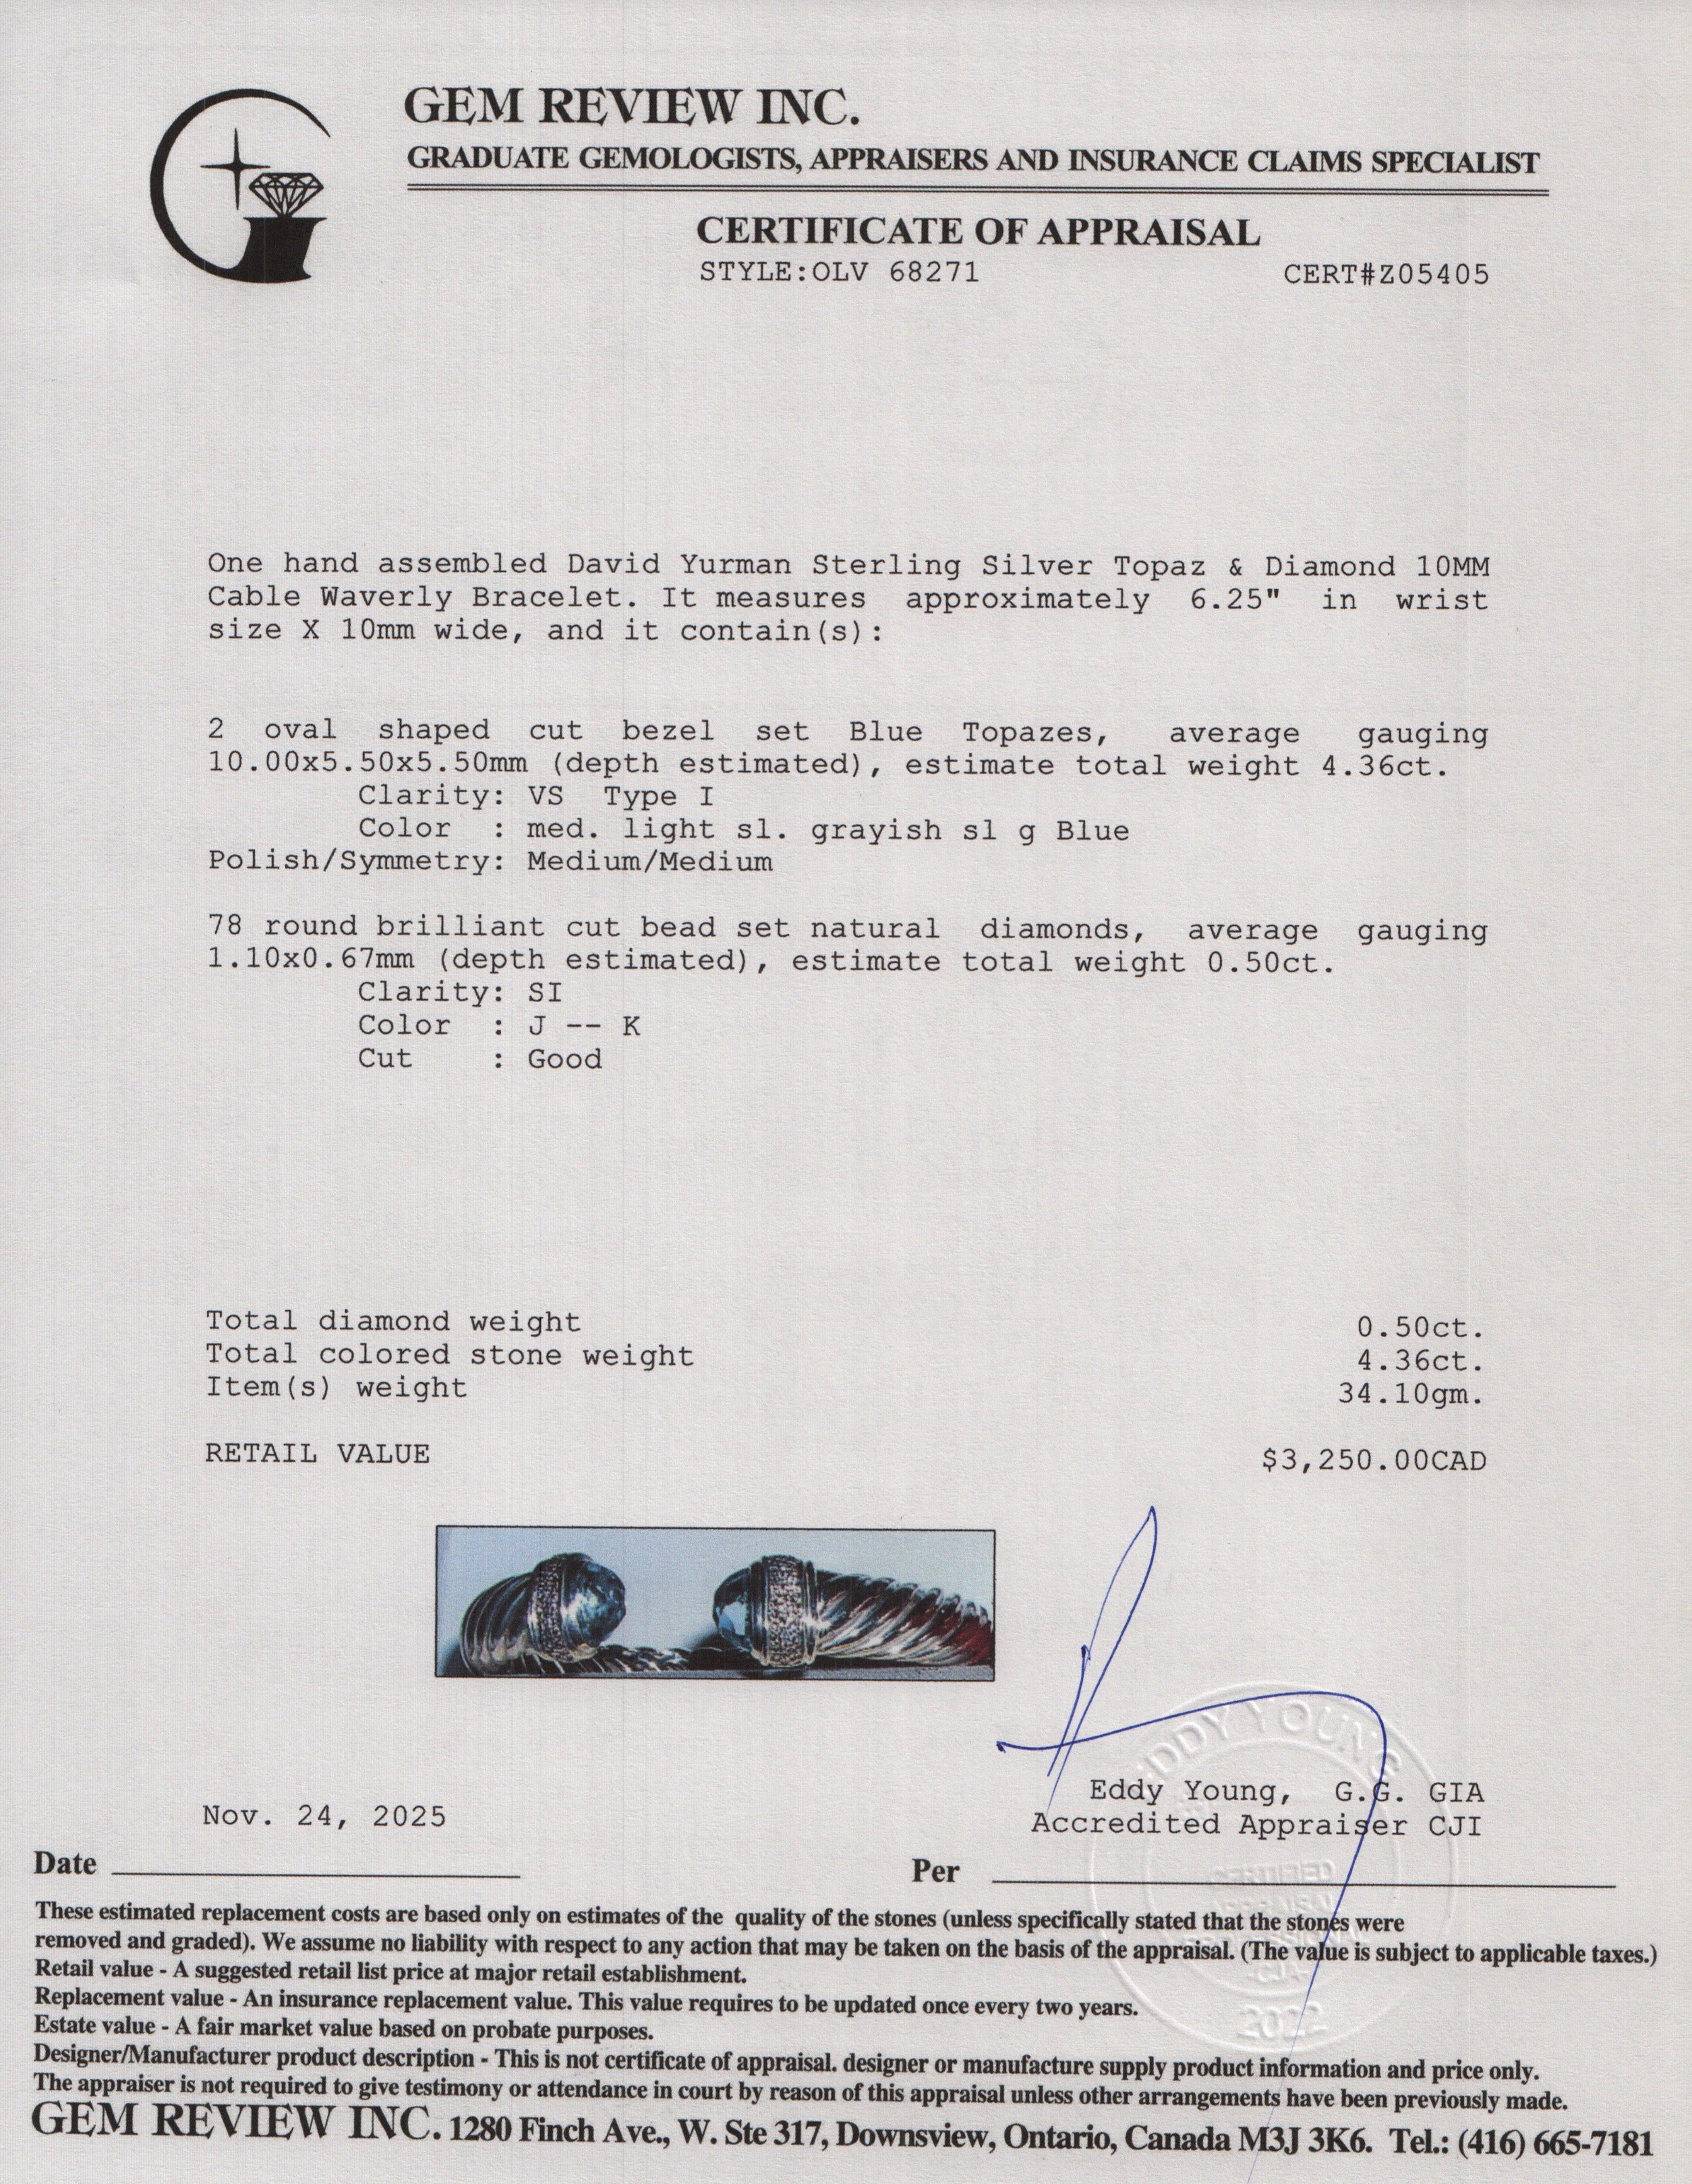 GEM REVIEW INC.
GRADUATE GEMOLOGISTS, APPRAISERS AND INSURANCE CLAIMS SPECIALIST
CERTIFICATE OF APPRAISAL
STYLE:OLV 68271 CERT#Z05405
One hand assembled David Yurman Sterling Silver Topaz & Diamond 10MM
Cable Waverly Bracelet. It measures approximately 6.25" in wrist
size X 10mm wide, and it contain(s):
2 oval shaped cut bezel set Blue Topazes, average gauging
10.00x5.50x5.50mm (depth estimated), estimate total weight 4.36ct.
Clarity: VS Type I
Color : med. light sl. grayish sl g Blue
Polish/Symmetry: Medium/Medium
78 round brilliant cut bead set natural diamonds, average gauging
1.10x0.67mm (depth estimated), estimate total weight 0.50ct.
Clarity: SI
Color : J -- K
Cut : Good
Total diamond weight 0.50ct.
Total colored stone weight 4.36ct.
Item(s) weight 34.10gm.
RETAIL VALUE $3,250.00CAD
EDDY YOUNG
Eddy Young, G.G. GIA
Nov. 24, 2025 Accredited Appraiser CJI
Date Per
CERTIFIED
2022
These estimated replacement costs are based only on estimates of the quality of the stones (unless specifically stated that the stones were
removed and graded). We assume no liability with respect to any action that may be taken on the basis of the appraisal. (The value is subject to applicable taxes.)
Retail value - A suggested retail list price at major retail establishment.
Replacement value - An insurance replacement value. This value requires to be updated once every two years.
Estate value - A fair market value based on probate purposes.
Designer/Manufacturer product description - This is not certificate of appraisal. designer or manufacture supply product information and price only.
The appraiser is not required to give testimony or attendance in court by reason of this appraisal unless other arrangements have been previously made.
GEM REVIEW INC. 1280 Finch Ave., W. Ste 317, Downsview, Ontario, Canada M3J 3K6. Tel.: (416) 665-7181